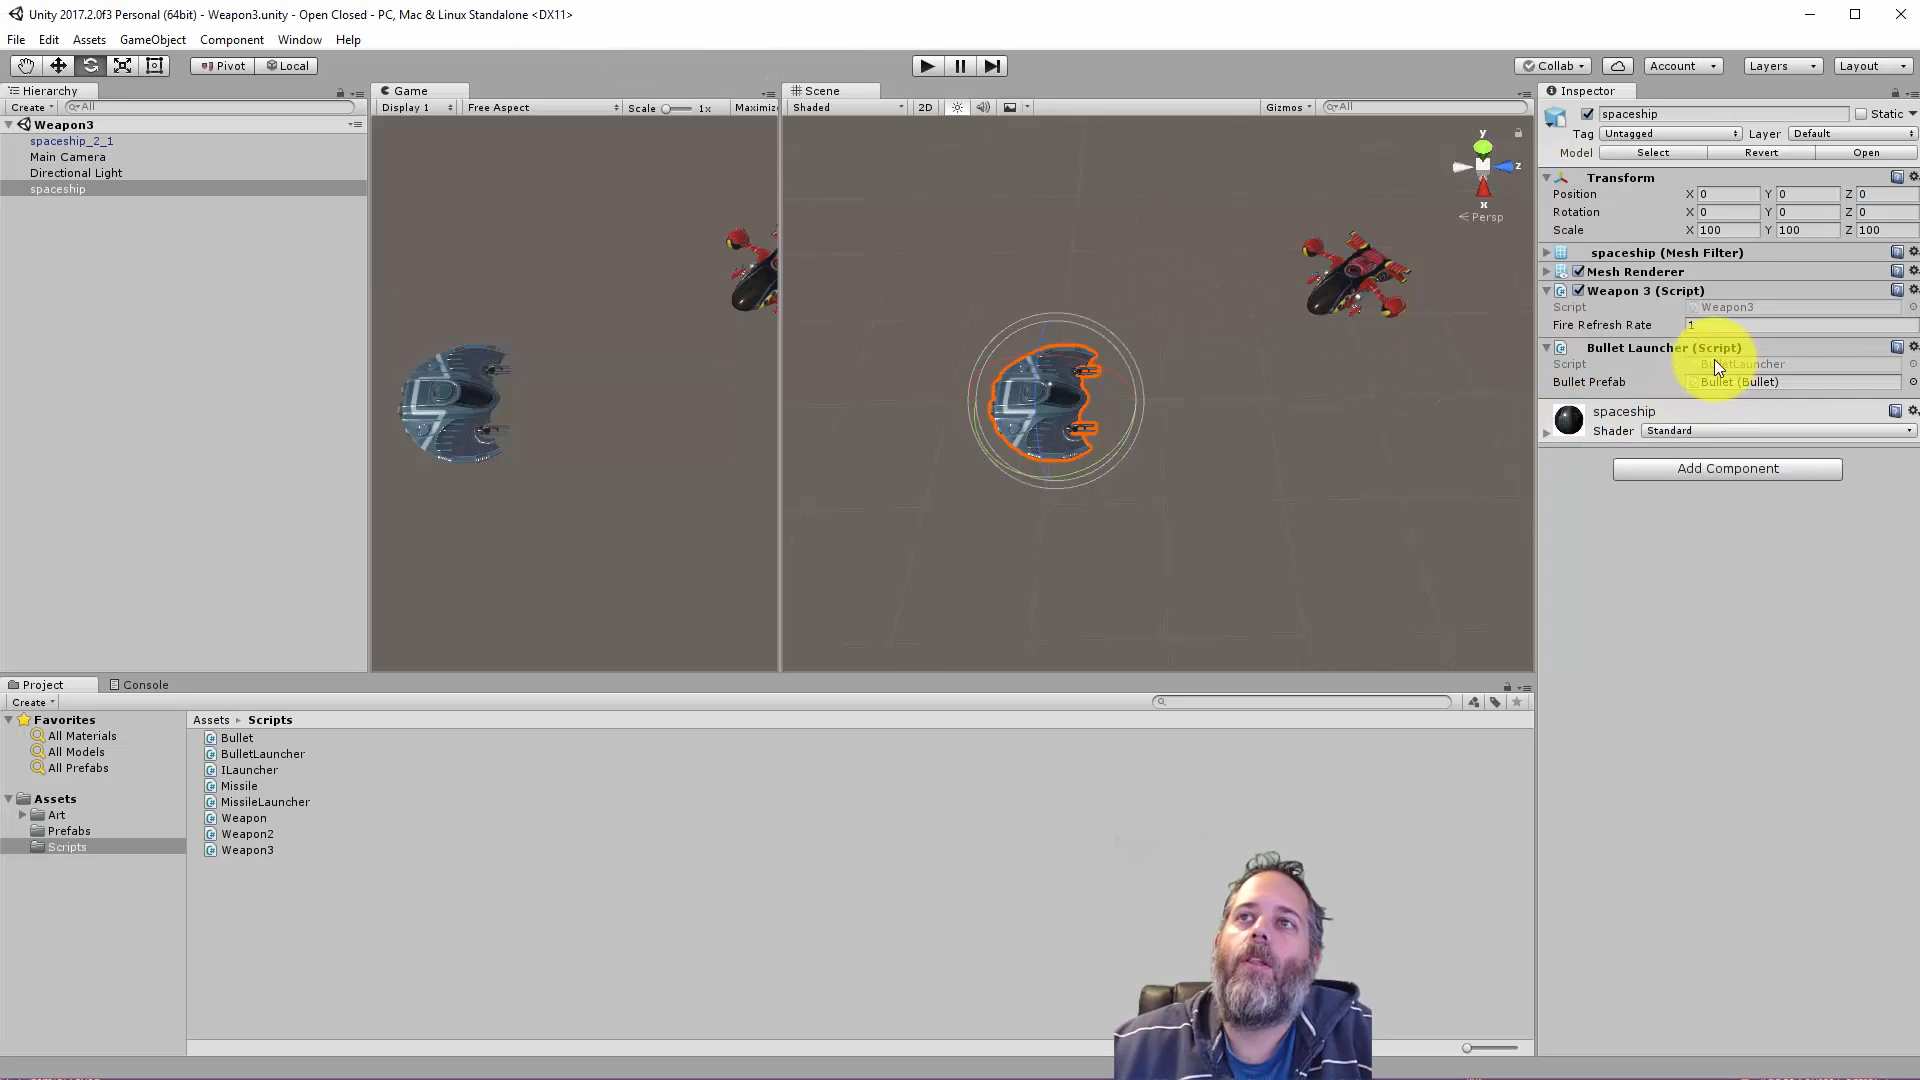 Unity 2017.2.0f3 Personal (64bit) - Weapon3.unity - Open Closed - PC, Mac & Linux Standalone <DX11>
File Edit Assets GameObject Component Window Help
Pivot Local Collab Account Layers Layout
Hierarchy Game Scene Inspector
Create All Display 1 Free Aspect Scale 1x Maximiz Shaded 2D Gizmos All
spaceship Static
Weapon3
Tag Untagged Layer Default
spaceship_2_1
Main Camera
Directional Light
spaceship
y
z
x
Persp
Model Select Revert Open
Transform
Position X 0 Y 0 Z 0
Rotation X 0 Y 0 Z 0
Scale X 100 Y 100 Z 100
spaceship (Mesh Filter)
Mesh Renderer
Weapon 3 (Script)
Script Weapon3
Fire Refresh Rate 1
Bullet Launcher (Script)
Script BulletLauncher
Bullet Prefab Bullet (Bullet)
spaceship
Shader Standard
Add Component
Project Console
Create
Favorites
All Materials
All Models
All Prefabs
Assets
Art
Prefabs
Scripts
Assets Scripts
Bullet
BulletLauncher
ILauncher
Missile
MissileLauncher
Weapon
Weapon2
Weapon3